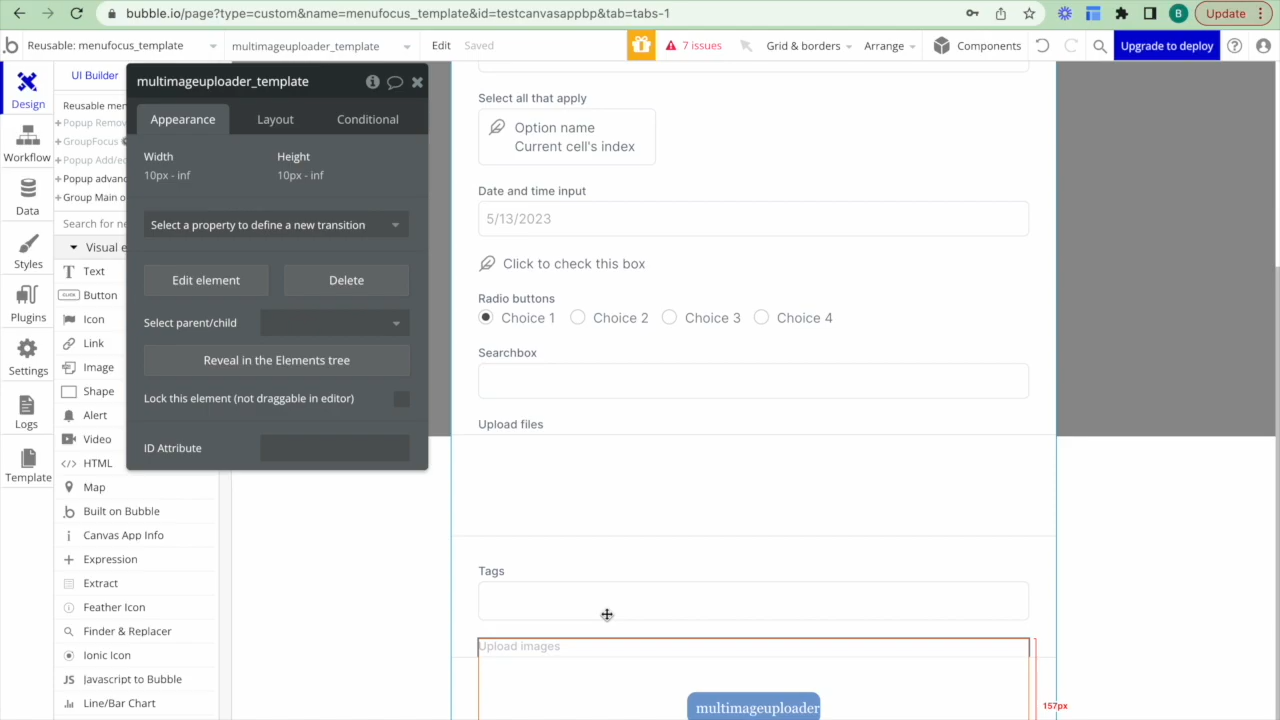 bubble.io/page?type=custom&name=menufocus_template&id=testcanvasappbp&tab=tabs-1
B
Update
Reusable: menufocus_template
multimageuploader_template
Edit
Saved
7 issues
Grid & borders
Arrange
Components
Upgrade to deploy
Design
Workflow
Data
Styles
Plugins
Settings
Logs
Template
UI Builder
Reusable men
Popup Remov
GroupFocus
Popup Add/ed
Popup advanc
Group Main o
Search for ne
Visual e
Text
CLICK
Button
Icon
Link
Image
Shape
Alert
Video
</> HTML
Map
Built on Bubble
Canvas App Info
Expression
Extract
Feather Icon
Finder & Replacer
Ionic Icon
JS Javascript to Bubble
Line/Bar Chart
multimageuploader_template
Appearance
Layout
Conditional
Width
Height
10px - inf
10px - inf
Select a property to define a new transition
Edit element
Delete
Select parent/child
Reveal in the Elements tree
Lock this element (not draggable in editor)
ID Attribute
Select all that apply
Option name
Current cell's index
Date and time input
5/13/2023
Click to check this box
Radio buttons
Choice 1
Choice 2
Choice 3
Choice 4
Searchbox
Upload files
Tags
Upload images
multimageuploader
157px